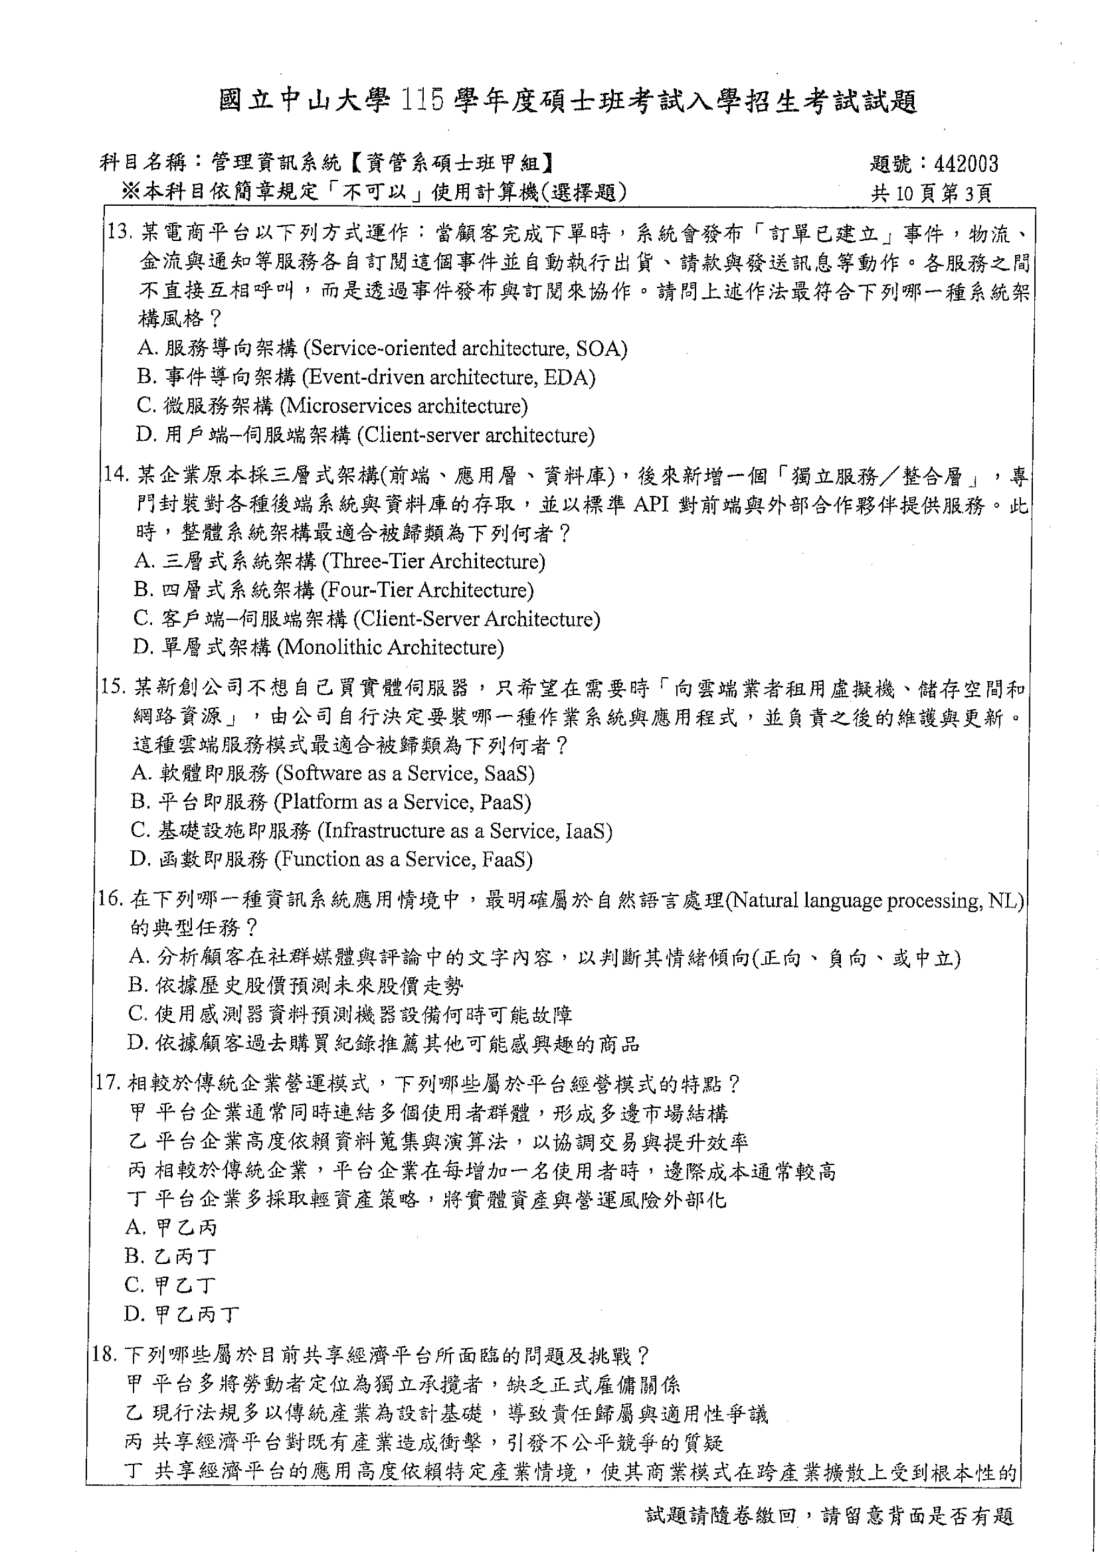 國立中山大學 115 學年度碩士班考試入學招生考試試題
科目名稱：管理資訊系統【資管系碩士班甲組】
題號：442003
※本科目依簡章規定「不可以」使用計算機(選擇題)
共 10 頁第 3 頁
13. 某電商平台以下列方式運作：當顧客完成下單時，系統會發布「訂單已建立」事件，物流、
金流與通知等服務各自訂閱這個事件並自動執行出貨、請款與發送訊息等動作。各服務之間
不直接互相呼叫，而是透過事件發布與訂閱來協作。請問上述作法最符合下列哪一種系統架
構風格？
A. 服務導向架構 (Service-oriented architecture, SOA)
B. 事件導向架構 (Event-driven architecture, EDA)
C. 微服務架構 (Microservices architecture)
D. 用戶端–伺服端架構 (Client-server architecture)
14. 某企業原本採三層式架構(前端、應用層、資料庫)，後來新增一個「獨立服務／整合層」，專
門封裝對各種後端系統與資料庫的存取，並以標準 API 對前端與外部合作夥伴提供服務。此
時，整體系統架構最適合被歸類為下列何者？
A. 三層式系統架構 (Three-Tier Architecture)
B. 四層式系統架構 (Four-Tier Architecture)
C. 客戶端–伺服端架構 (Client-Server Architecture)
D. 單層式架構 (Monolithic Architecture)
15. 某新創公司不想自己買實體伺服器，只希望在需要時「向雲端業者租用虛擬機、儲存空間和
網路資源」，由公司自行決定要裝哪一種作業系統與應用程式，並負責之後的維護與更新。
這種雲端服務模式最適合被歸類為下列何者？
A. 軟體即服務 (Software as a Service, SaaS)
B. 平台即服務 (Platform as a Service, PaaS)
C. 基礎設施即服務 (Infrastructure as a Service, IaaS)
D. 函數即服務 (Function as a Service, FaaS)
16. 在下列哪一種資訊系統應用情境中，最明確屬於自然語言處理(Natural language processing, NL)
的典型任務？
A. 分析顧客在社群媒體與評論中的文字內容，以判斷其情緒傾向(正向、負向、或中立)
B. 依據歷史股價預測未來股價走勢
C. 使用感測器資料預測機器設備何時可能故障
D. 依據顧客過去購買紀錄推薦其他可能感興趣的商品
17. 相較於傳統企業營運模式，下列哪些屬於平台經營模式的特點？
甲 平台企業通常同時連結多個使用者群體，形成多邊市場結構
乙 平台企業高度依賴資料蒐集與演算法，以協調交易與提升效率
丙 相較於傳統企業，平台企業在每增加一名使用者時，邊際成本通常較高
丁 平台企業多採取輕資產策略，將實體資產與營運風險外部化
A. 甲乙丙
B. 乙丙丁
C. 甲乙丁
D. 甲乙丙丁
18. 下列哪些屬於目前共享經濟平台所面臨的問題及挑戰？
甲 平台多將勞動者定位為獨立承攬者，缺乏正式雇傭關係
乙 現行法規多以傳統產業為設計基礎，導致責任歸屬與適用性爭議
丙 共享經濟平台對既有產業造成衝擊，引發不公平競爭的質疑
丁 共享經濟平台的應用高度依賴特定產業情境，使其商業模式在跨產業擴散上受到根本性的
試題請隨卷繳回，請留意背面是否有題